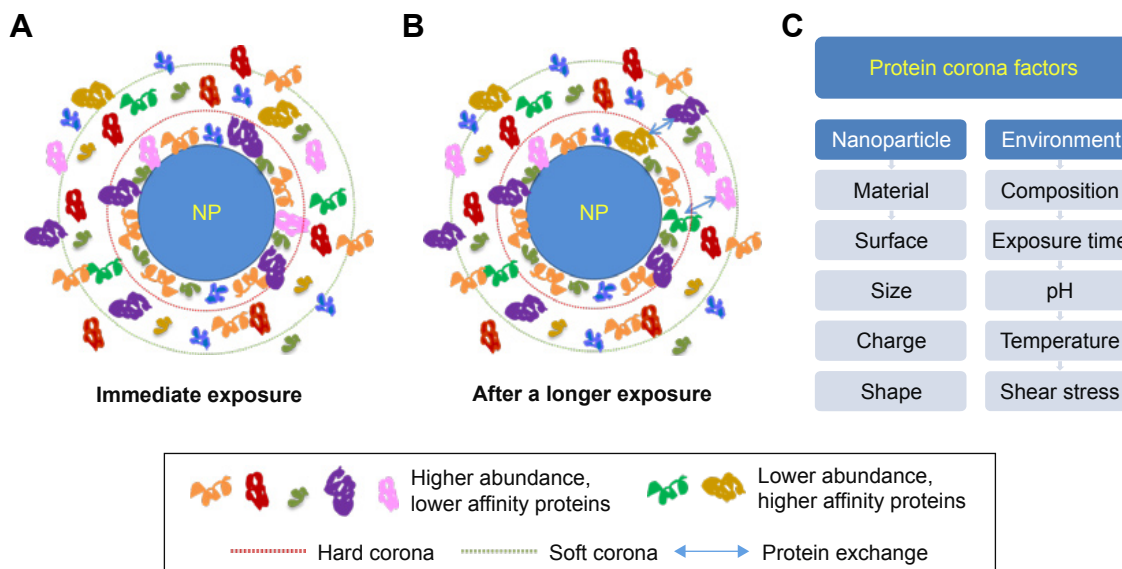 A
B
C
NP
NP
Immediate exposure
After a longer exposure
Protein corona factors
Nanoparticle
Environment
Material
Composition
Surface
Exposure time
Size
pH
Charge
Temperature
Shape
Shear stress
Higher abundance,
lower affinity proteins
Lower abundance,
higher affinity proteins
Hard corona
Soft corona
Protein exchange